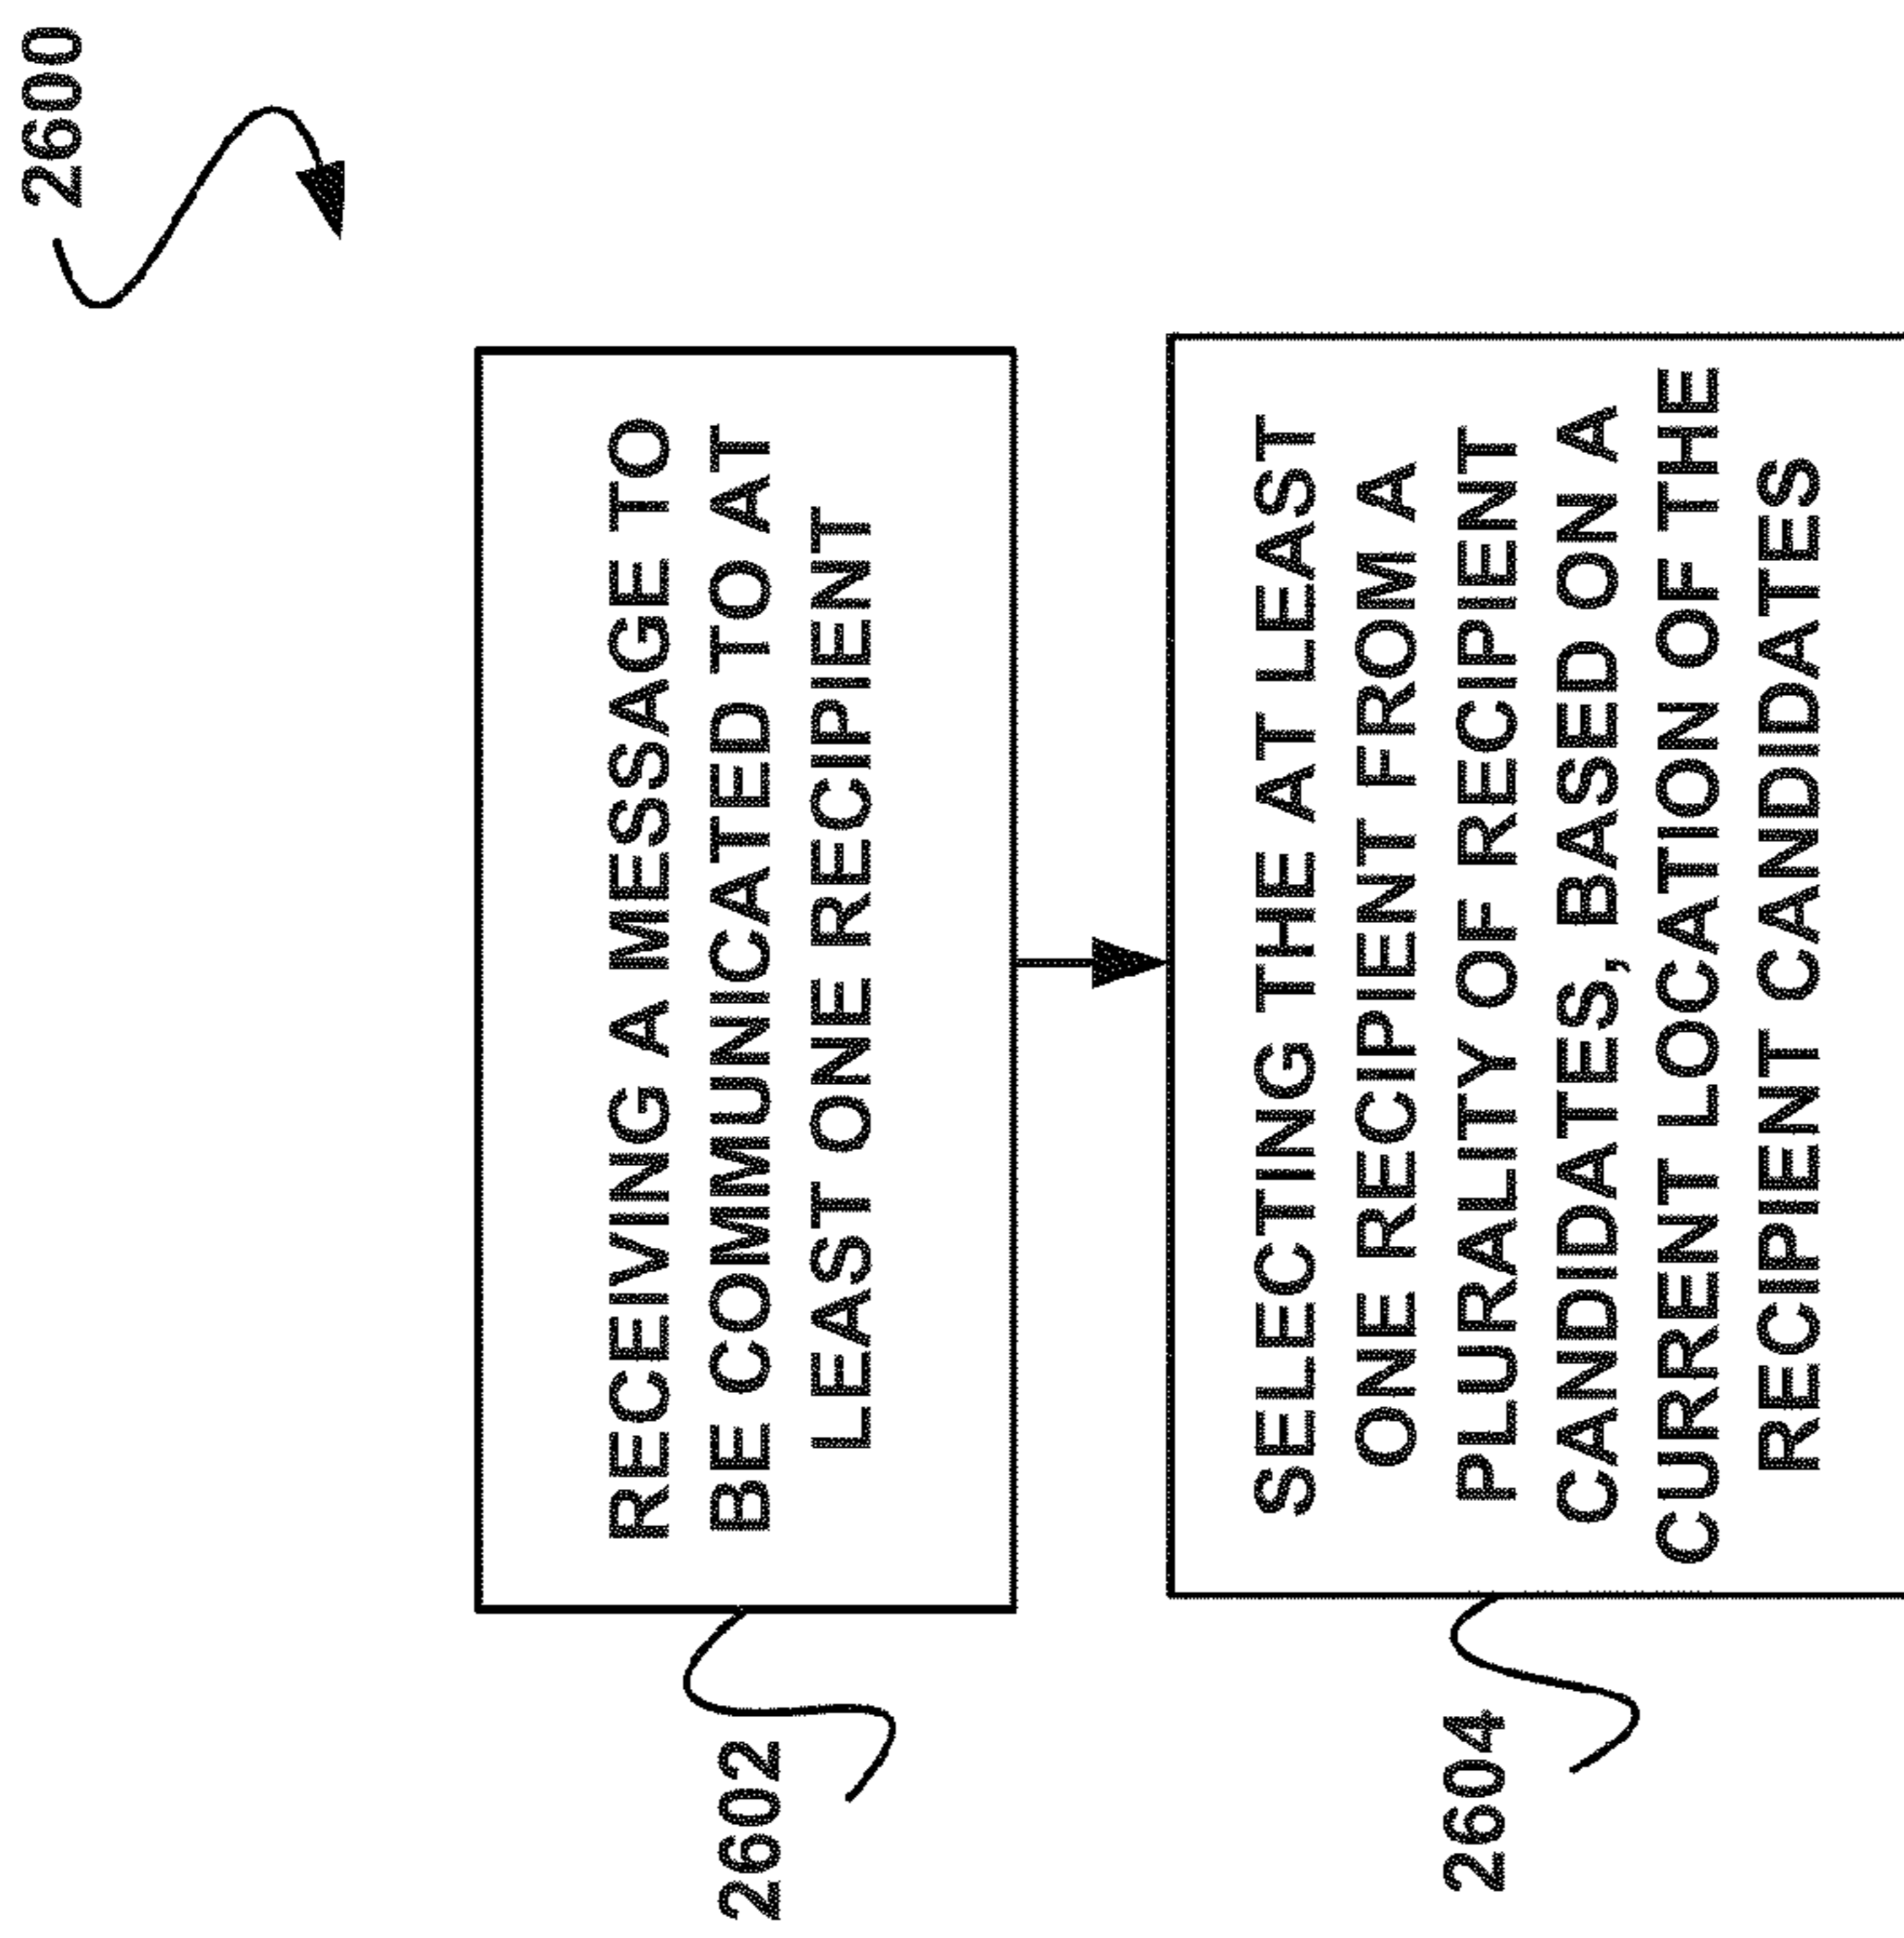 2600
2602
RECEIVING A MESSAGE TO
BE COMMUNICATED TO AT
LEAST ONE RECIPIENT
2604
SELECTING THE AT LEAST
ONE RECIPIENT FROM A
PLURALITY OF RECIPIENT
CANDIDATES, BASED ON A
CURRENT LOCATION OF THE
RECIPIENT CANDIDATES